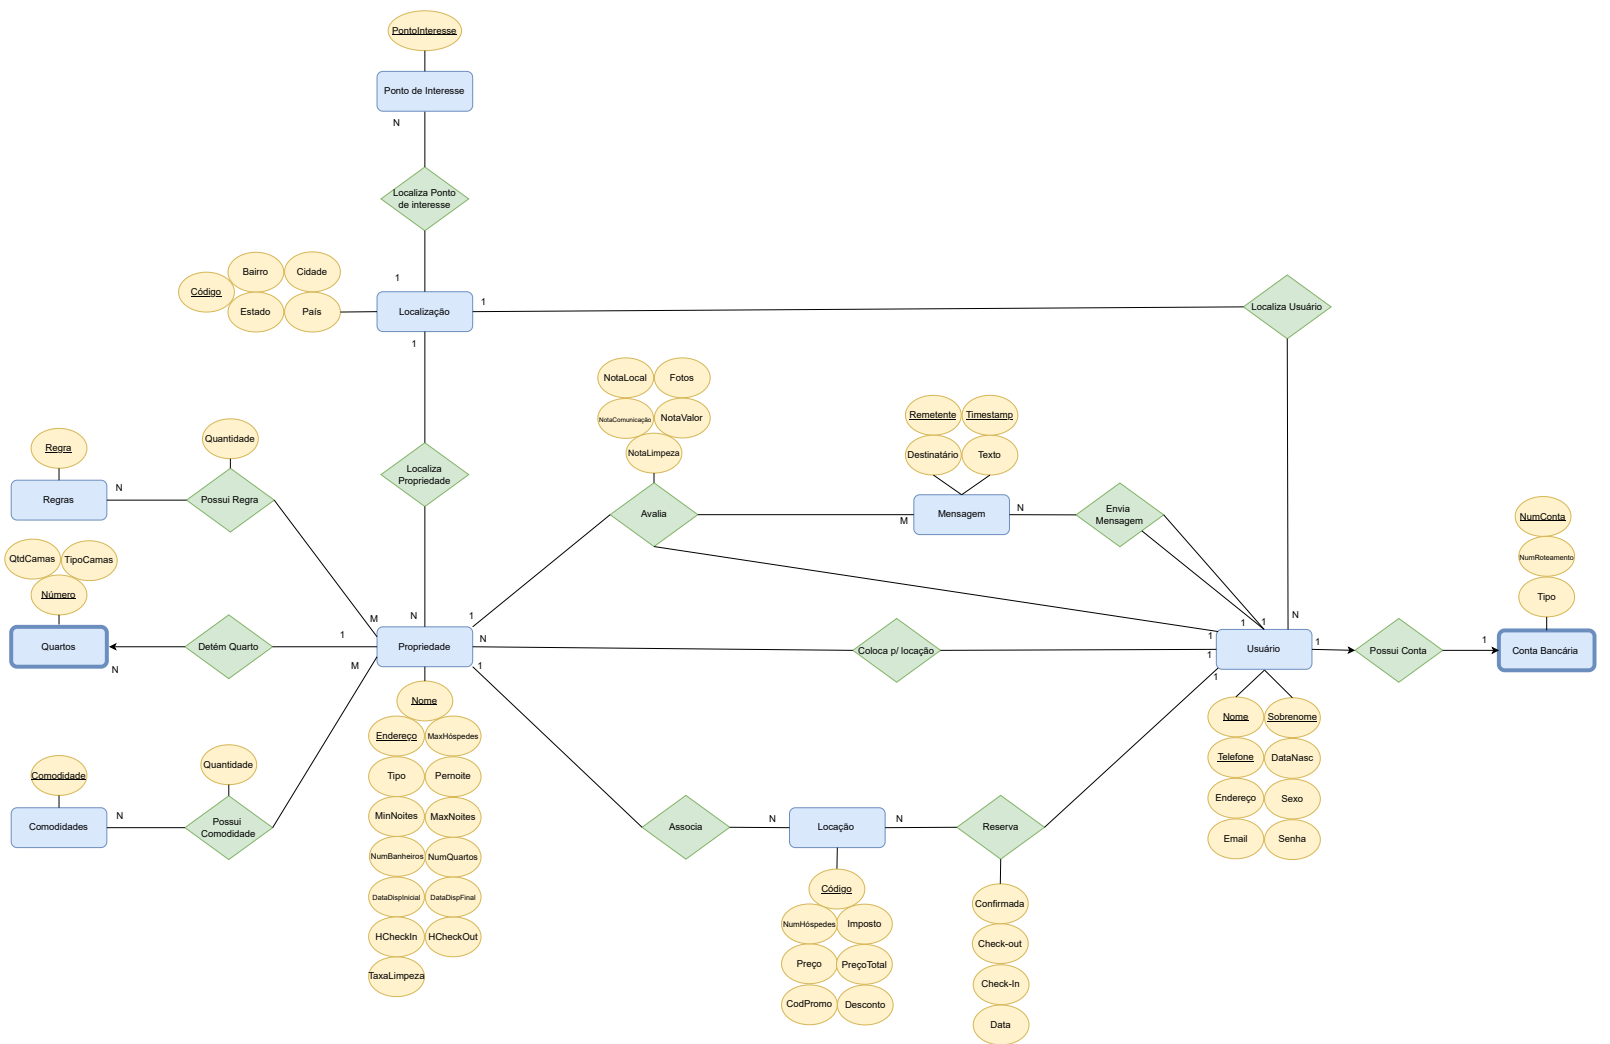 PontoInteresse
Ponto de Interesse
N
Localiza Ponto
de interesse
1
Bairro
Cidade
Código
Estado
País
Localização
1
1
Localiza Usuário
NotaLocal
Fotos
NotaComunicação
NotaValor
NotaLimpeza
Remetente
Timestamp
Destinatário
Texto
Quantidade
Regra
Localiza
Propriedade
N
Regras
Possui Regra
Avalia
M
Mensagem
N
Envia
Mensagem
NumConta
NumRoteamento
Tipo
QtdCamas
TipoCamas
Número
M
N
1
1
1
1
N
Quartos
N
Detém Quarto
1
Propriedade
N
Coloca p/ locação
1
1
Usuário
1
Possui Conta
1
Conta Bancária
M
1
1
Nome
Endereço
MaxHóspedes
Tipo
Pernoite
MinNoites
MaxNoites
NumBanheiros
NumQuartos
DataDispInicial
DataDispFinal
HCheckIn
HCheckOut
TaxaLimpeza
Nome
Sobrenome
Telefone
DataNasc
Endereço
Sexo
Email
Senha
Comodidade
Quantidade
Comodidades
N
Possui
Comodidade
Associa
N
Locação
N
Reserva
Código
NumHóspedes
Imposto
Preço
PreçoTotal
CodPromo
Desconto
Confirmada
Check-out
Check-In
Data